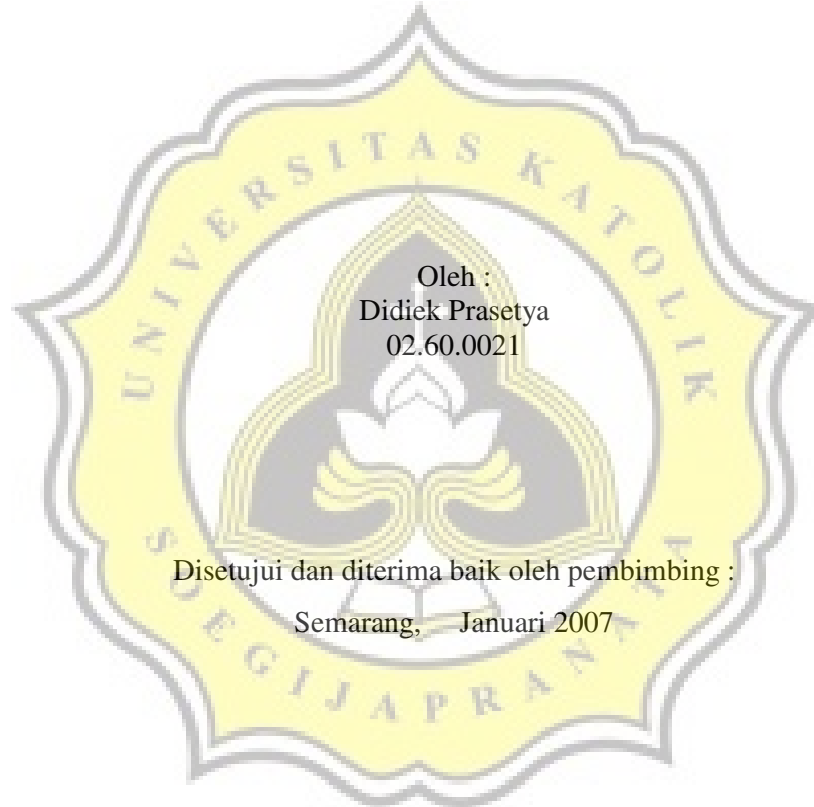 UNIVERSITAS KATOLIK
Oleh :
Didiek Prasetya
02.60.0021
Disetujui dan diterima baik oleh pembimbing :
Semarang, Januari 2007
SOEGIJAPRANATA